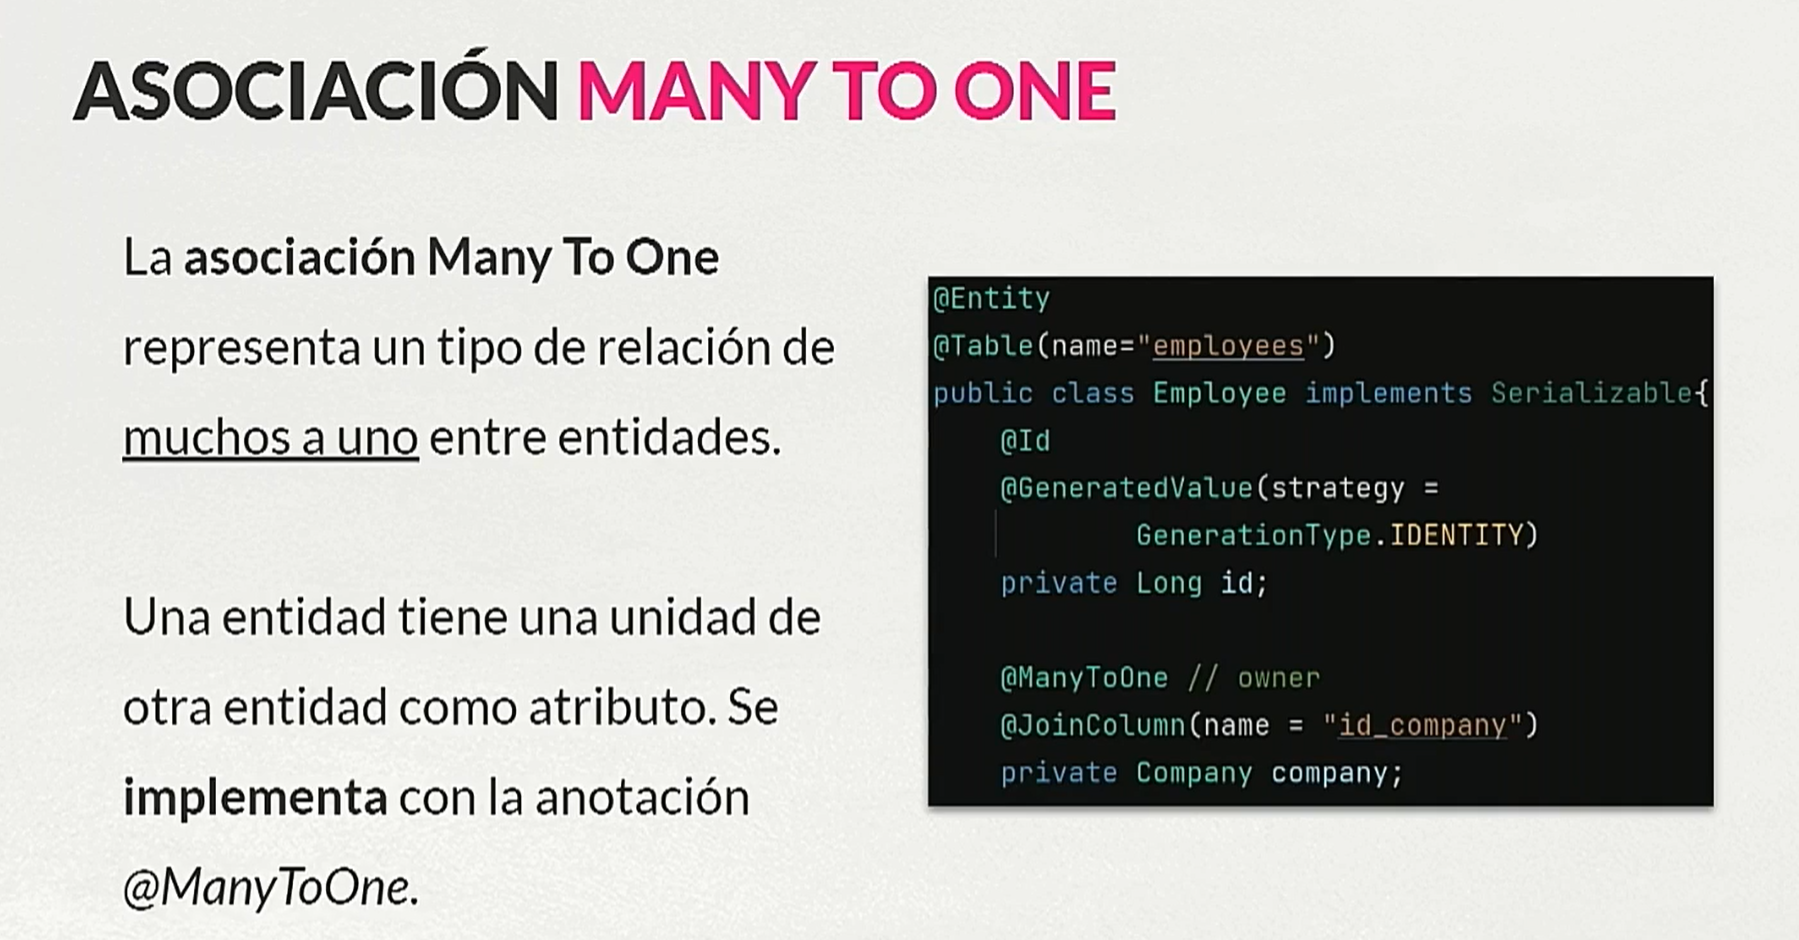 ASOCIACIÓN MANY TO ONE
La asociación Many To One
representa un tipo de relación de
muchos a uno entre entidades.
Una entidad tiene una unidad de
otra entidad como atributo. Se
implementa con la anotación
@ManyToOne.
@Entity
@Table(name="employees")
public class Employee implements Serializable{
@Id
@GeneratedValue(strategy =
GenerationType.IDENTITY)
private Long id;
@ManyToOne // owner
@JoinColumn(name = "id_company")
private Company company;